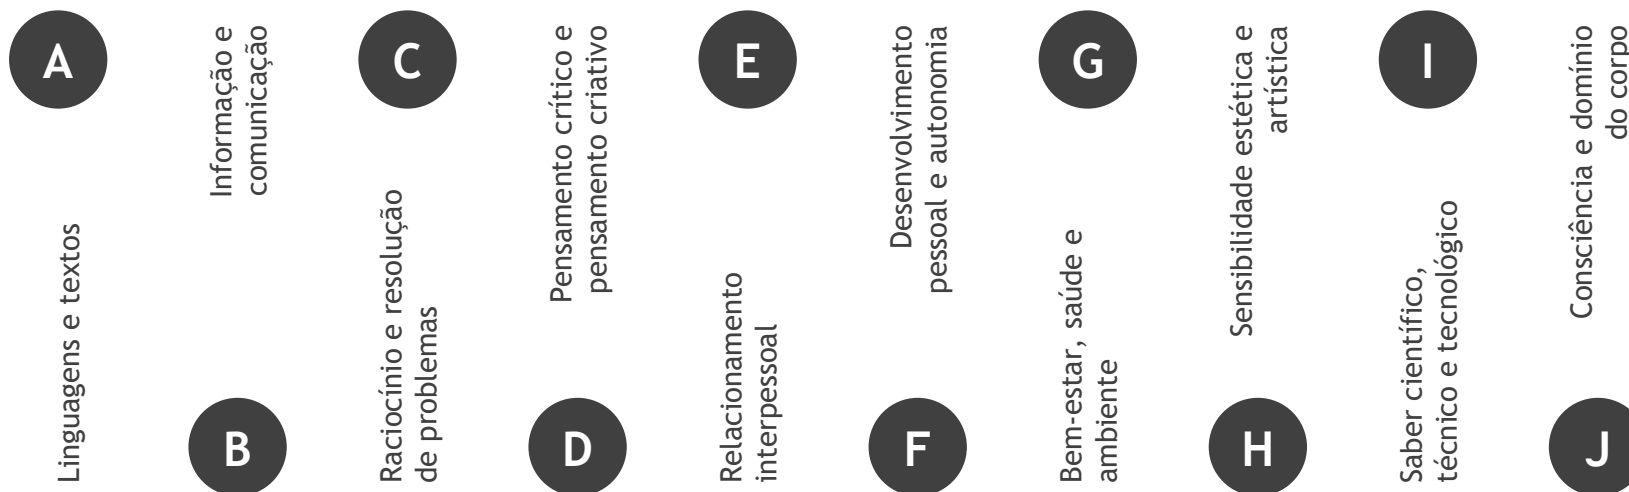 A
Linguagens e textos
Informação e
comunicação
B
C
Raciocínio e resolução
de problemas
Pensamento crítico e
pensamento criativo
D
E
Relacionamento
interpessoal
Desenvolvimento
pessoal e autonomia
F
G
Bem-estar, saúde e
ambiente
Sensibilidade estética e
artística
H
I
Saber científico,
técnico e tecnológico
Consciência e domínio
do corpo
J